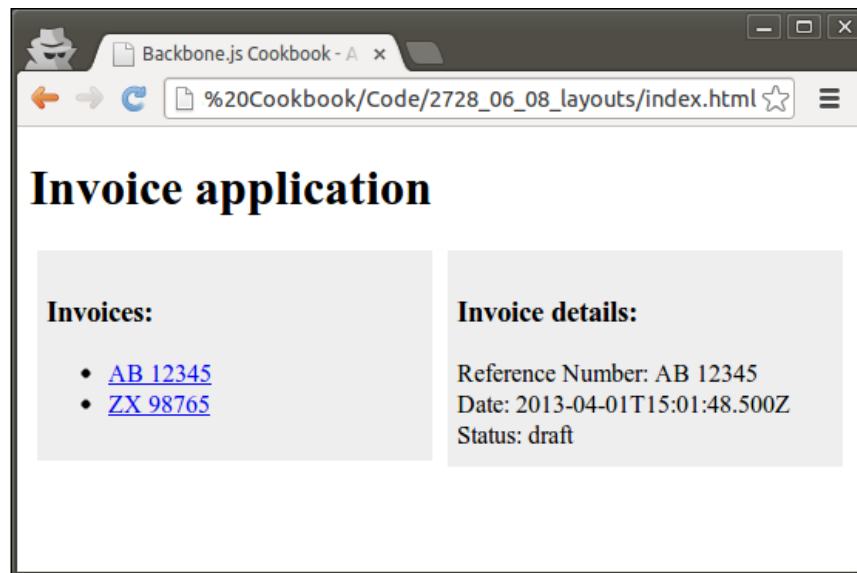 Backbone.js Cookbook - A
%20Cookbook/Code/2728_06_08_layouts/index.html
Invoice application
Invoices:
AB 12345
ZX 98765
Invoice details:
Reference Number: AB 12345
Date: 2013-04-01T15:01:48.500Z
Status: draft